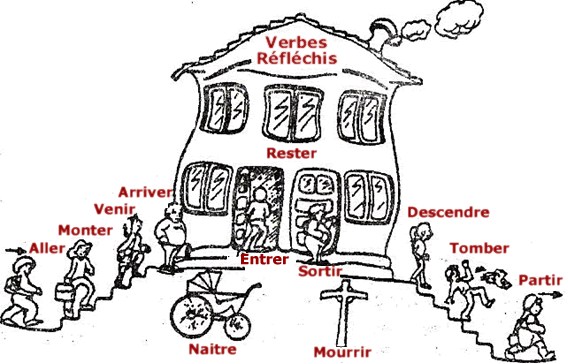 Verbes
Réfléchis
Rester
Arriver
Venir
Monter
Aller
Entrer
Sortir
Descendre
Tomber
Partir
Naitre
Mourrir